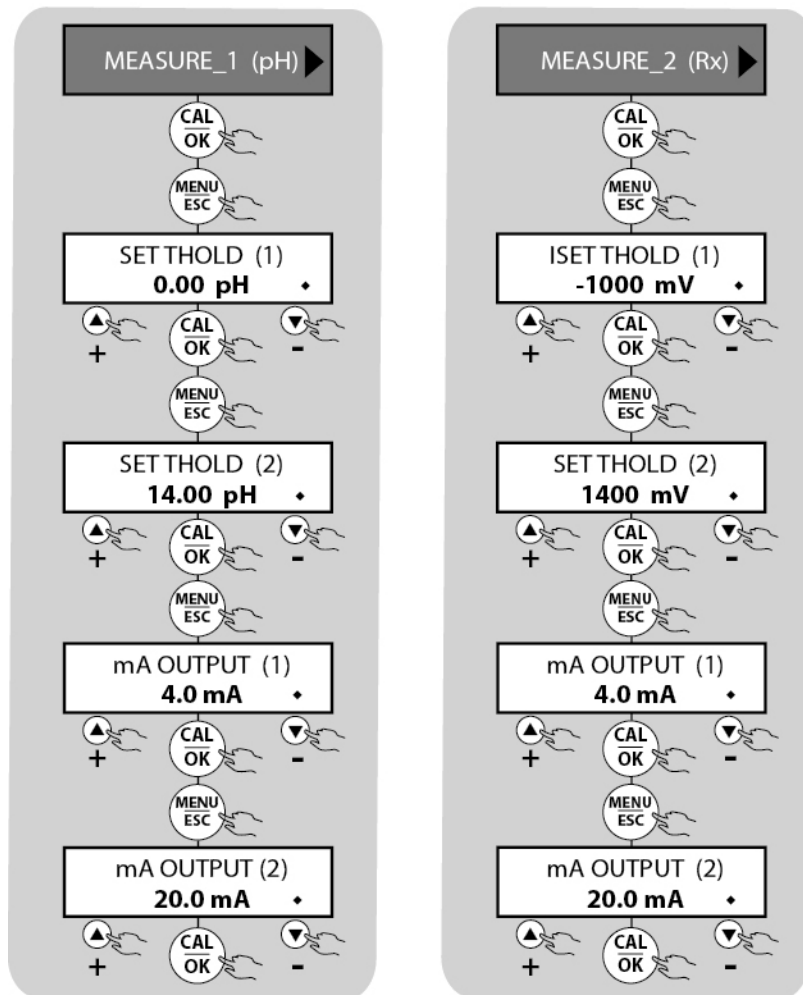 MEASURE_1 (pH)
CAL
OK
MENU
ESC
SET THOLD (1)
0.00 pH
+
CAL
OK
-
MENU
ESC
SET THOLD (2)
14.00 pH
+
CAL
OK
-
MENU
ESC
mA OUTPUT (1)
4.0 mA
+
CAL
OK
-
MENU
ESC
mA OUTPUT (2)
20.0 mA
+
CAL
OK
-
MEASURE_2 (Rx)
CAL
OK
MENU
ESC
ISET THOLD (1)
-1000 mV
+
CAL
OK
-
MENU
ESC
SET THOLD (2)
1400 mV
+
CAL
OK
-
MENU
ESC
mA OUTPUT (1)
4.0 mA
+
CAL
OK
-
MENU
ESC
mA OUTPUT (2)
20.0 mA
+
CAL
OK
-